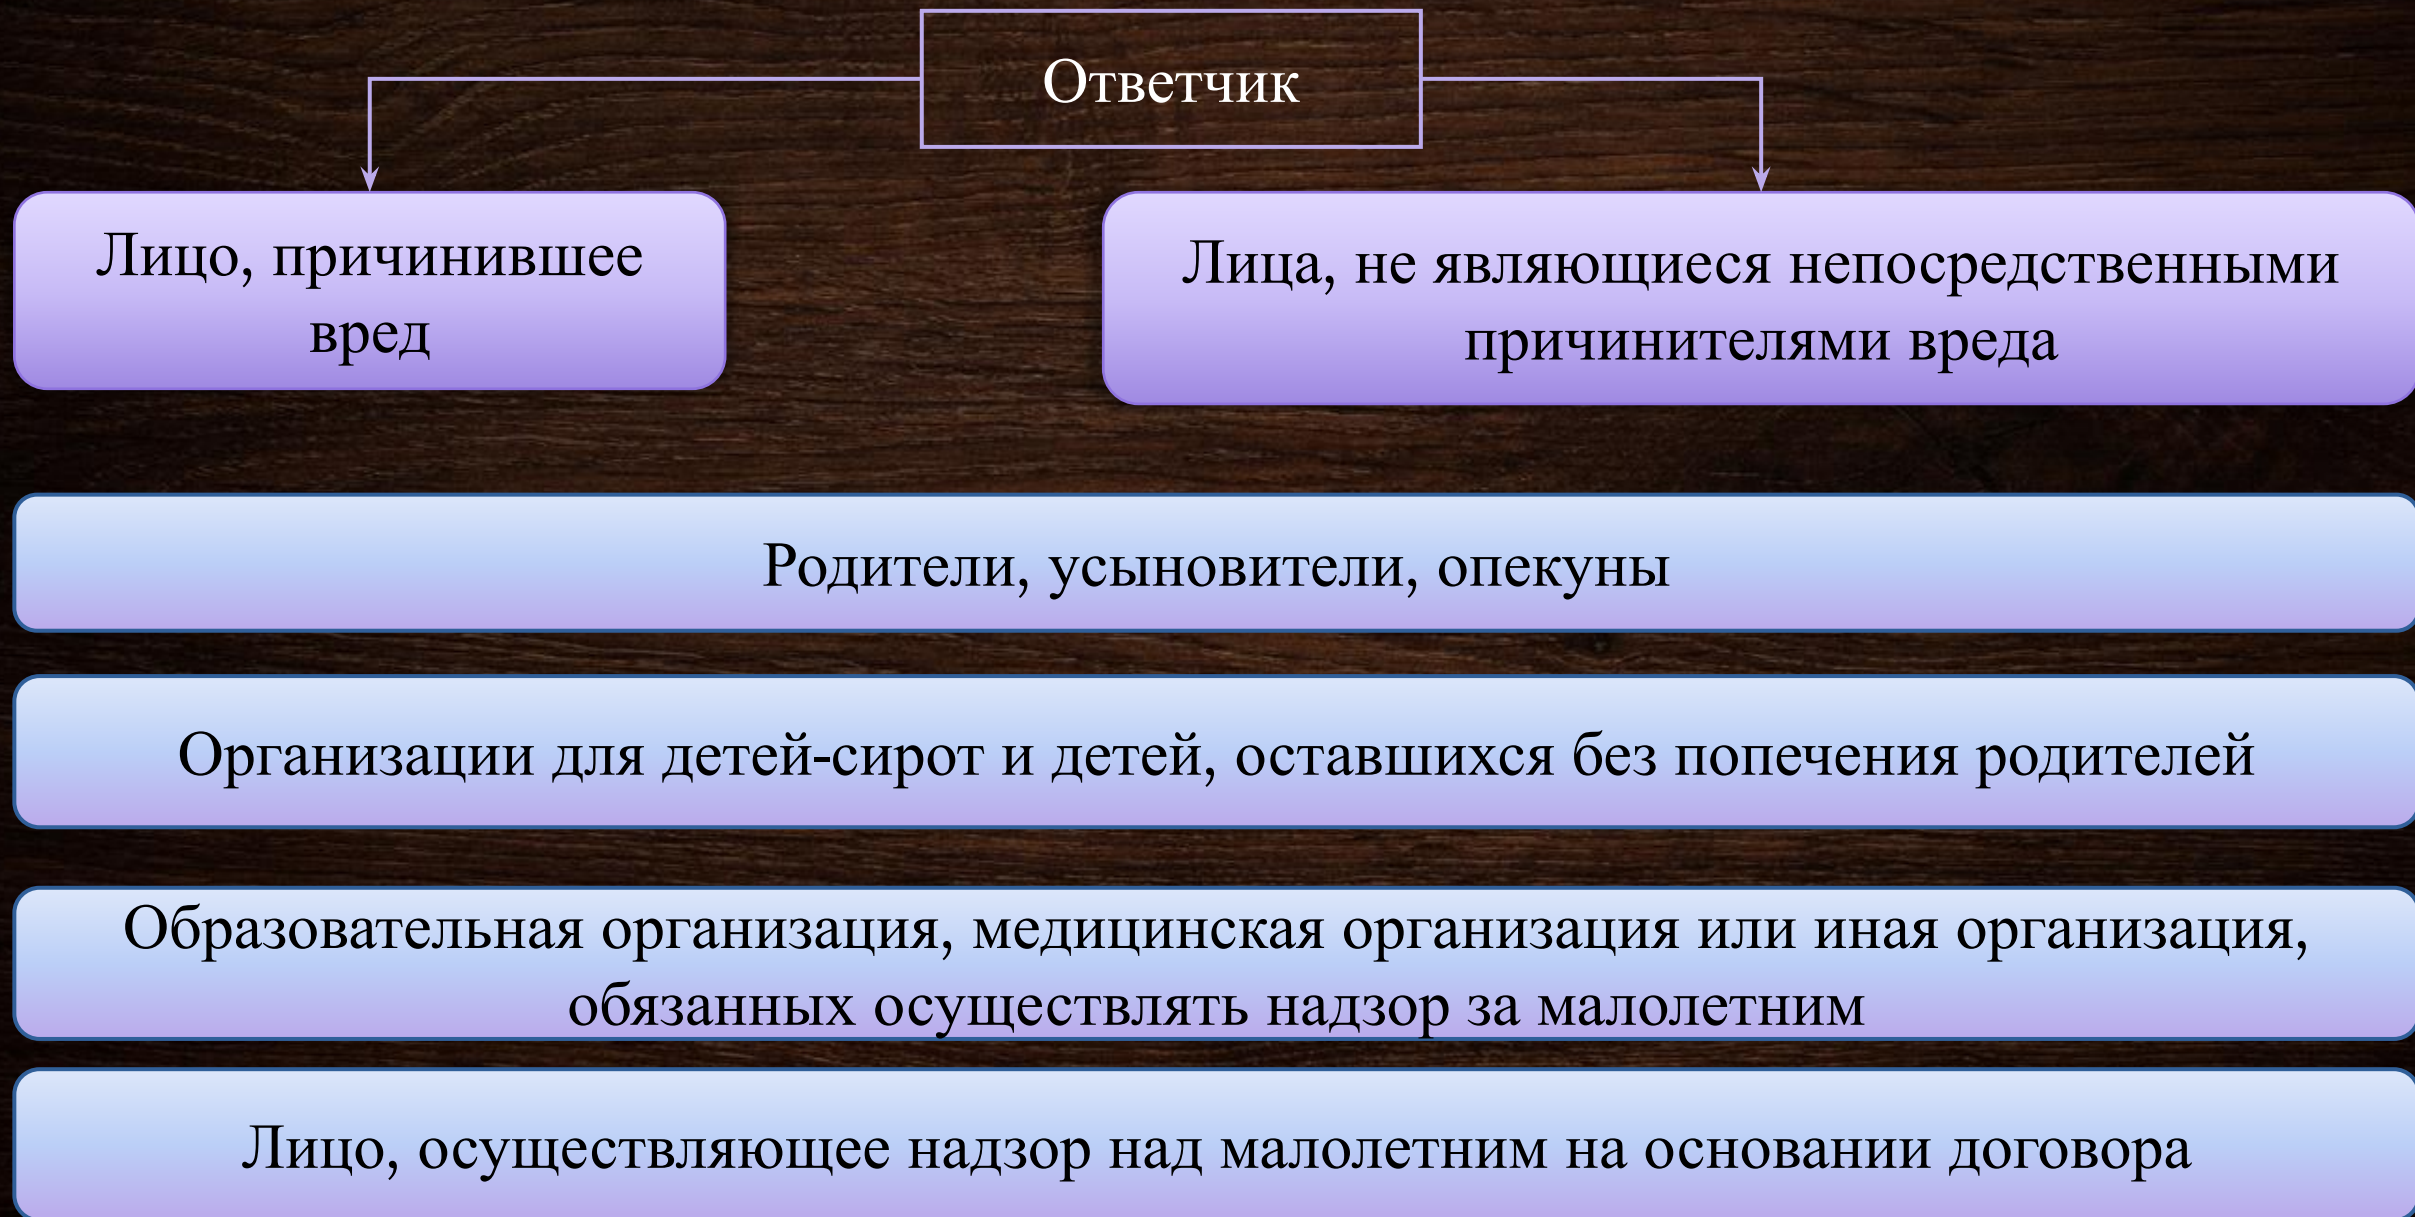 Ответчик
Лицо, причинившее
вред
Лица, не являющиеся непосредственными
причинителями вреда
Родители, усыновители, опекуны
Организации для детей-сирот и детей, оставшихся без попечения родителей
Образовательная организация, медицинская организация или иная организация,
обязанных осуществлять надзор за малолетним
Лицо, осуществляющее надзор над малолетним на основании договора